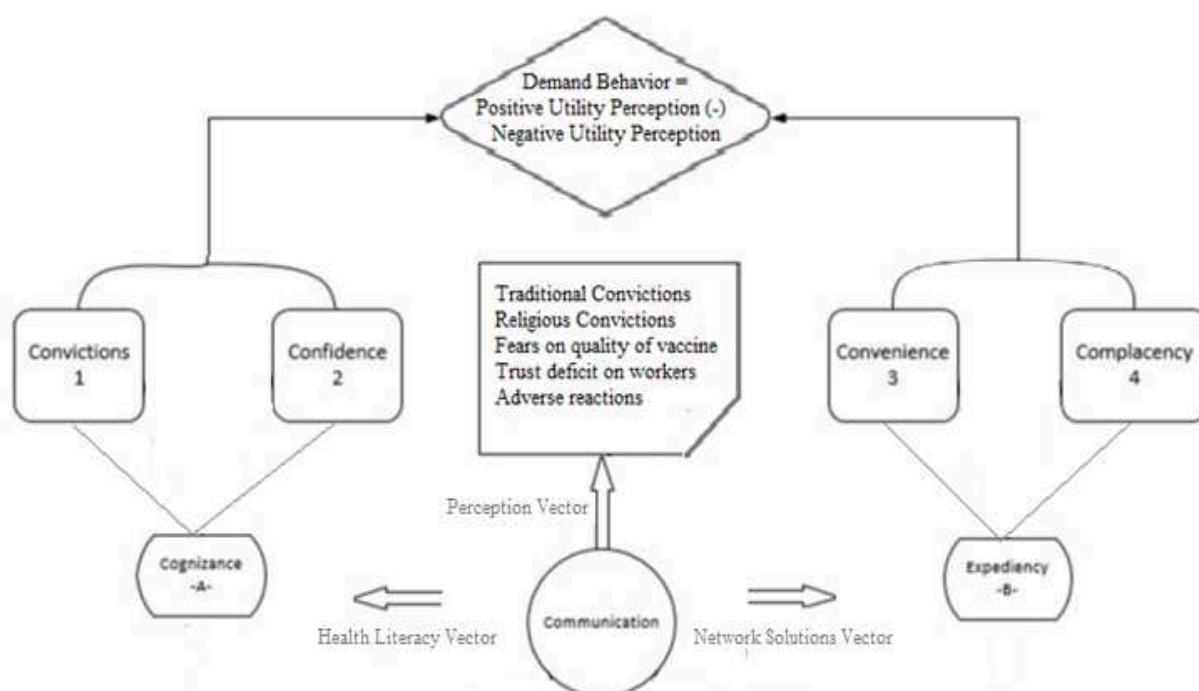 Demand Behavior =
Positive Utility Perception (-)
Negative Utility Perception
Convictions
1
Confidence
2
Traditional Convictions
Religious Convictions
Fears on quality of vaccine
Trust deficit on workers
Adverse reactions
Convenience
3
Complacency
4
Perception Vector
Cognizance
-A-
Expediency
-B-
Communication
Health Literacy Vector
Network Solutions Vector